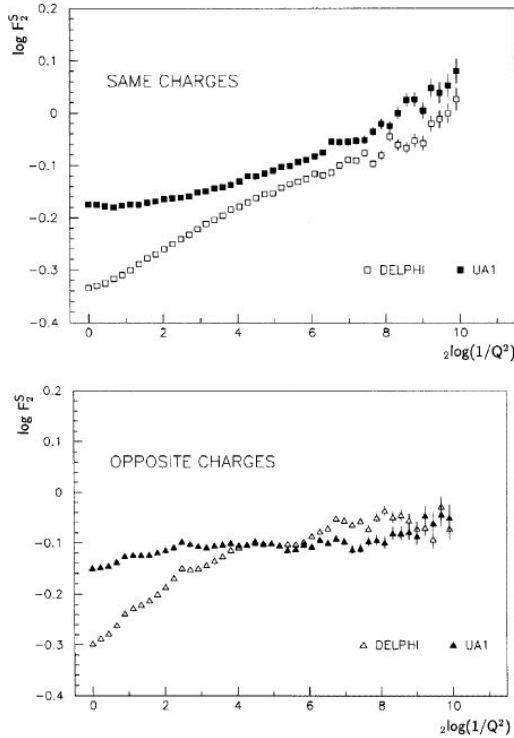 log F₂ˢ
0.2
0.1
0
−0.1
−0.2
−0.3
−0.4
SAME CHARGES
□ DELPHI ■ UA1
0 2 4 6 8 10
₂log(1/Q²)
log F₂ˢ
0.2
0.1
0
−0.1
−0.2
−0.3
−0.4
OPPOSITE CHARGES
△ DELPHI ▲ UA1
0 2 4 6 8 10
₂log(1/Q²)